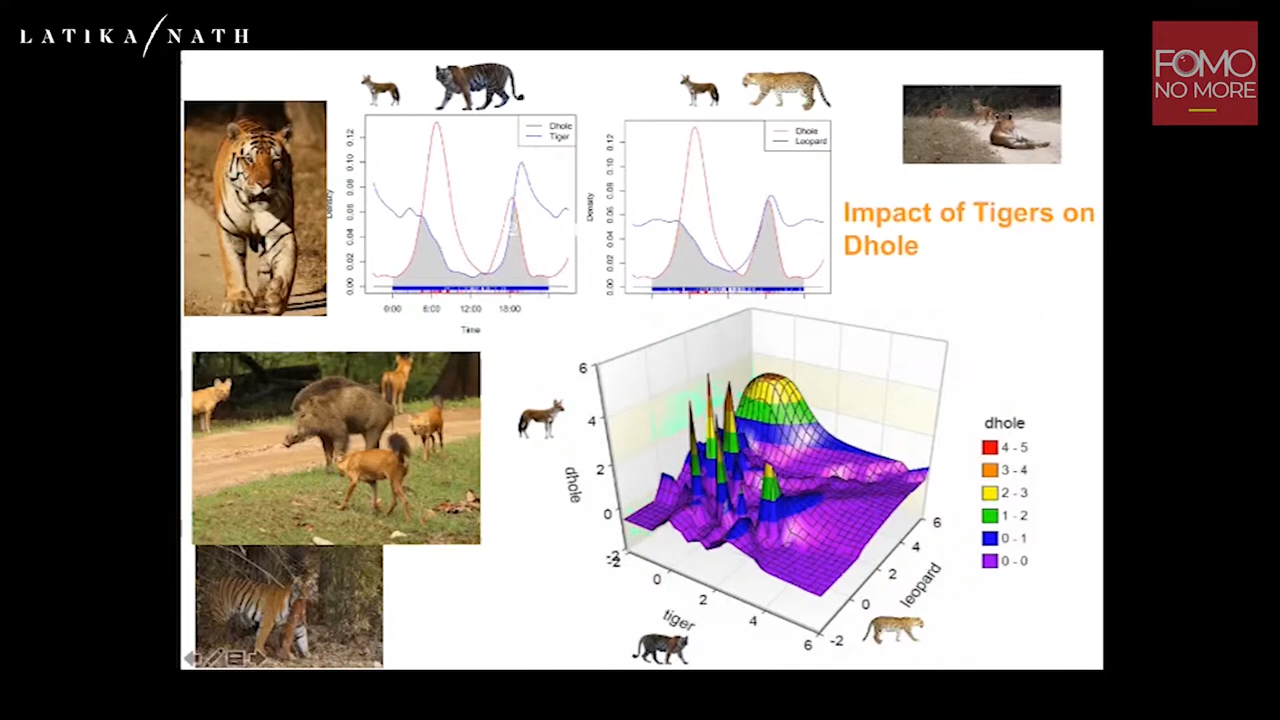 LATIKA/NATH
FOMO
NO MORE
Dhole
Tiger
Density
0.12
0.10
0.08
0.06
0.04
0.02
0.00
0:00 6:00 12:00 18:00
Time
Dhole
Leopard
Density
0.12
0.10
0.08
0.06
0.04
0.02
0.00
Impact of Tigers on
Dhole
6
4
2
0
-2
dhole
-2
0
2
4
6
tiger
-2
0
2
4
6
leopard
dhole
4 - 5
3 - 4
2 - 3
1 - 2
0 - 1
0 - 0